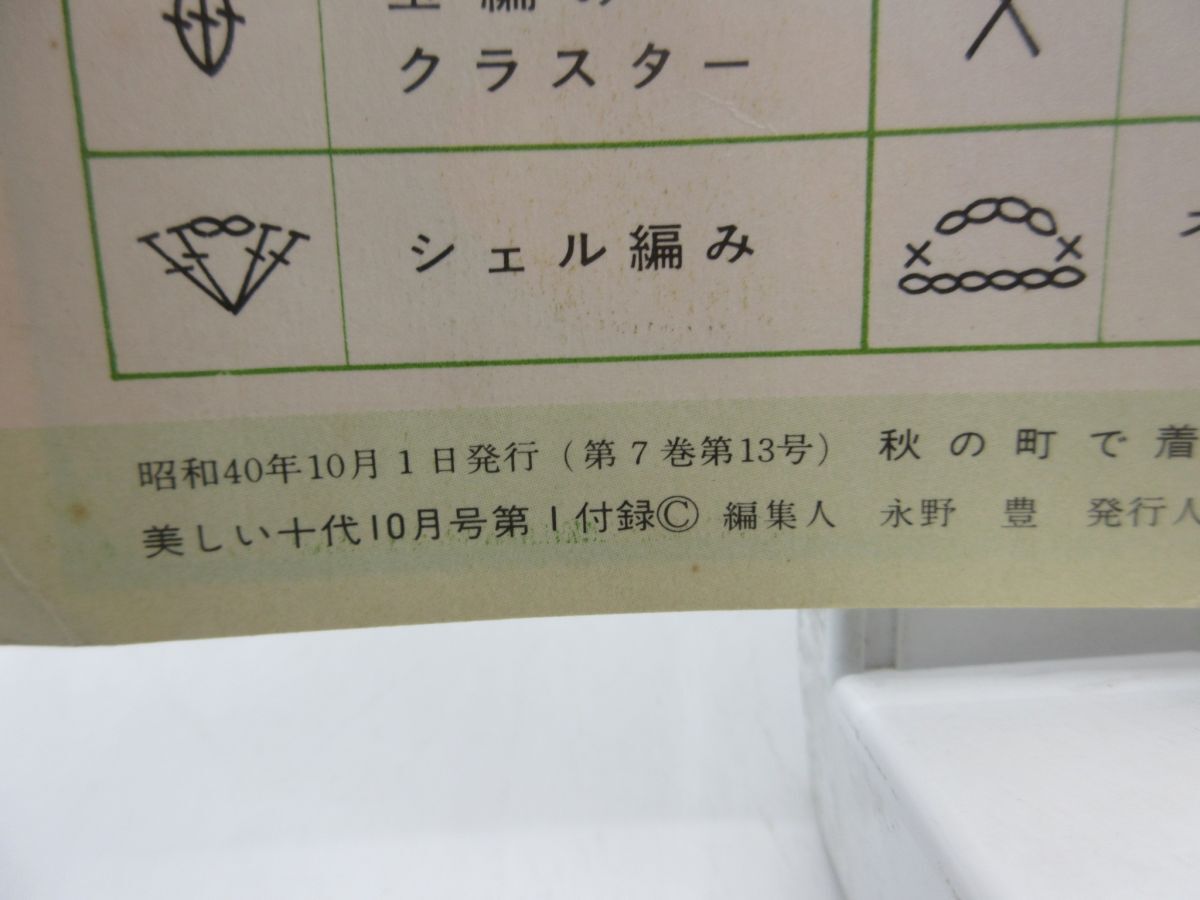 編み
クラスター
シェル編み
昭和40年10月1日発行(第7巻第13号) 秋の町で着
美しい十代10月号第1付録© 編集人 永野 豊 発行人